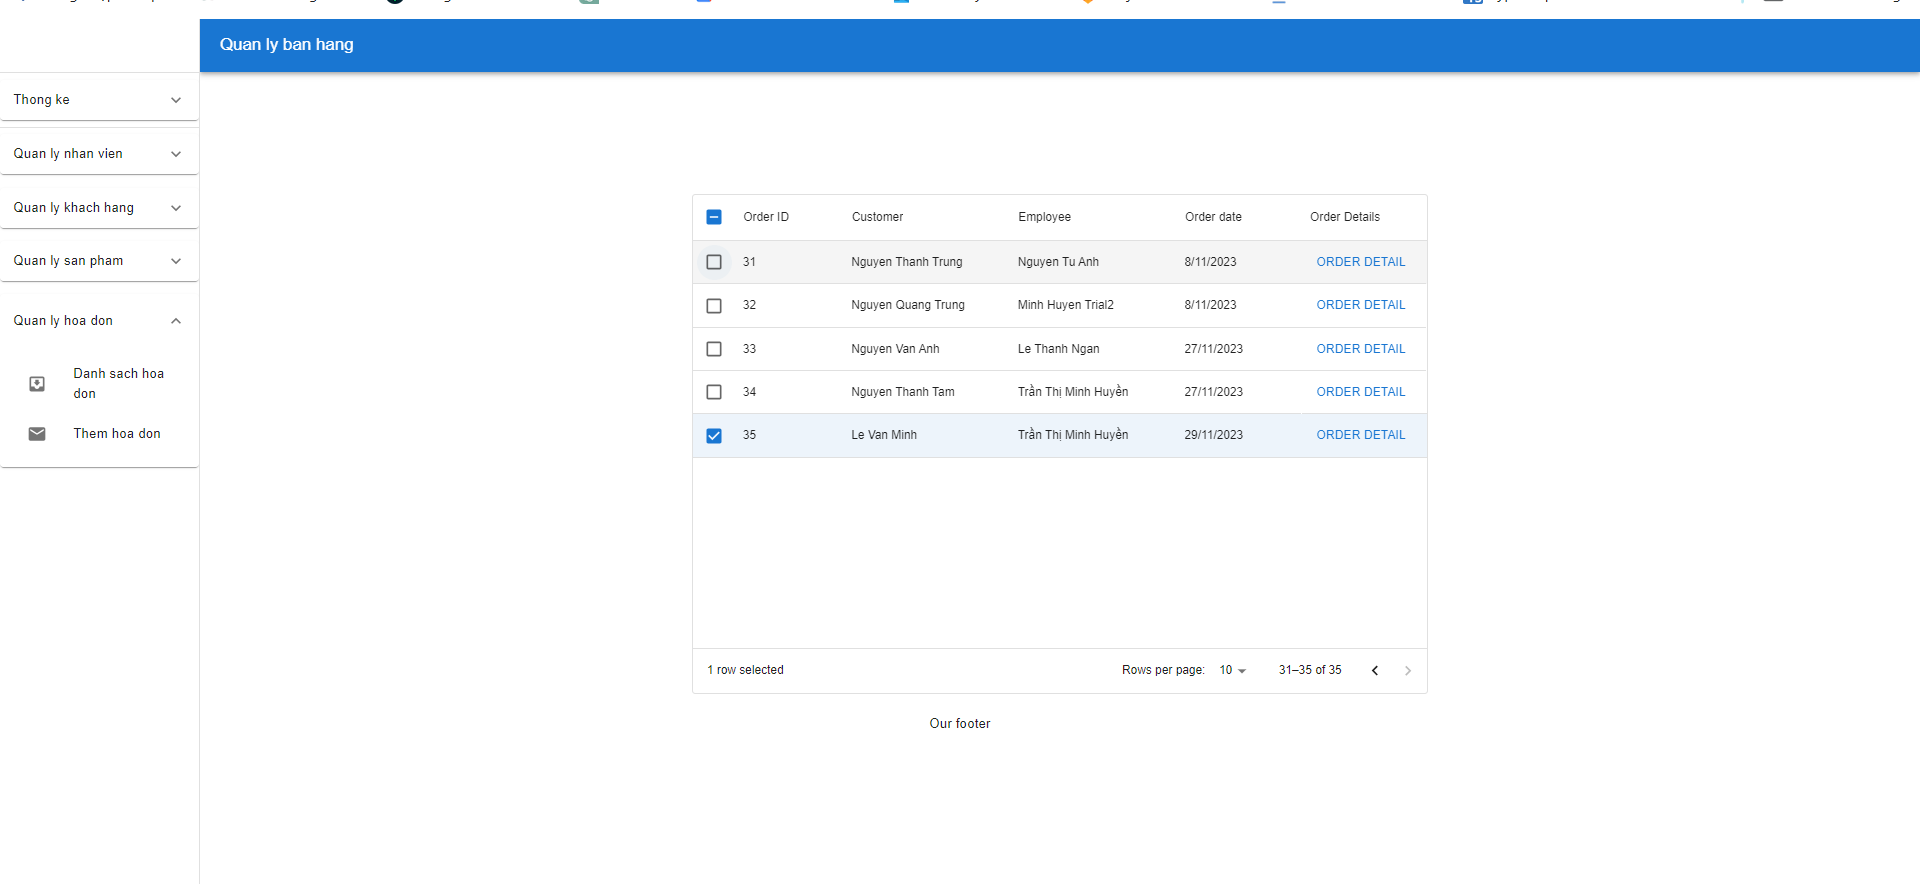 Quan ly ban hang
Thong ke
Quan ly nhan vien
Quan ly khach hang
Quan ly san pham
Quan ly hoa don
Danh sach hoa
don
Them hoa don
Order ID Customer Employee Order date Order Details
31 Nguyen Thanh Trung Nguyen Tu Anh 8/11/2023 ORDER DETAIL
32 Nguyen Quang Trung Minh Huyen Trial2 8/11/2023 ORDER DETAIL
33 Nguyen Van Anh Le Thanh Ngan 27/11/2023 ORDER DETAIL
34 Nguyen Thanh Tam Trần Thị Minh Huyền 27/11/2023 ORDER DETAIL
35 Le Van Minh Trần Thị Minh Huyền 29/11/2023 ORDER DETAIL
1 row selected Rows per page: 10 31–35 of 35
Our footer